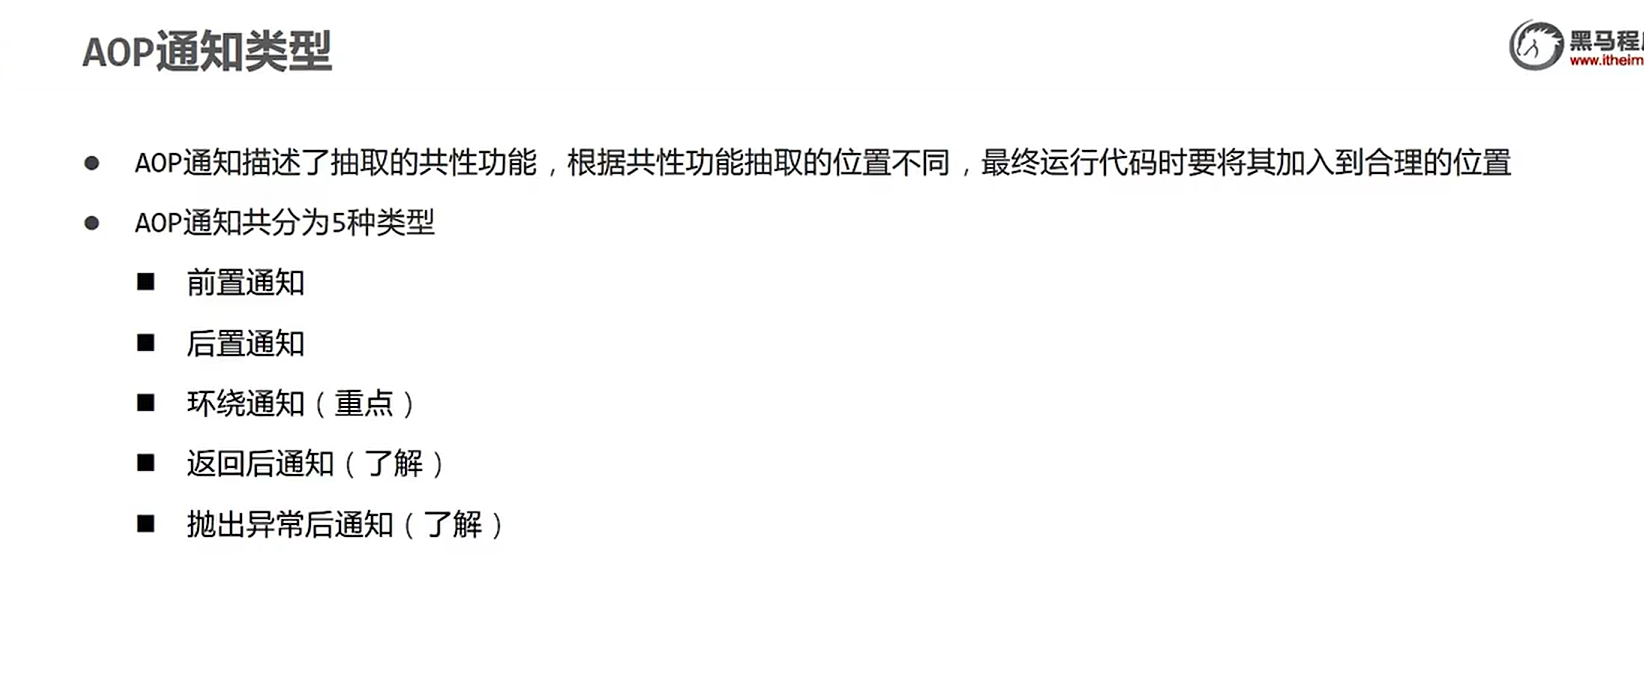 AOP通知类型
黑马程
www.itheim
● AOP通知描述了抽取的共性功能，根据共性功能抽取的位置不同，最终运行代码时要将其加入到合理的位置
● AOP通知共分为5种类型
■ 前置通知
■ 后置通知
■ 环绕通知（重点）
■ 返回后通知（了解）
■ 抛出异常后通知（了解）